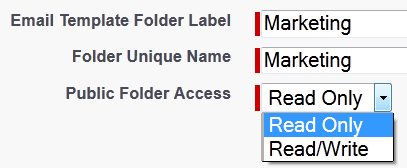 Email Template Folder Label Marketing
Folder Unique Name Marketing
Public Folder Access Read Only
Read Only
Read/Write